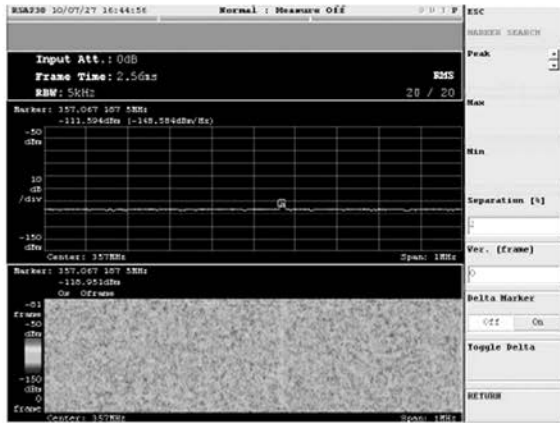 RSA230 10/07/27 16:44:56 Normal : Measure Off
ESC
MARKER SEARCH
Peak
Max
Min
Separation [%]
Ver. (frame)
0
Delta Marker
Off On
Toggle Delta
RETURN
Input Att.: 0dB
Frame Time: 2.56ms
RBW: 5kHz
RMS
20 / 20
Marker: 357.067 187 5MHz
-111.594dBm (-148.584dBm/Hz)
-50
dBm
10
dB
/div
-150
dBm
Center: 357MHz Span: 1MHz
Marker: 357.067 187 5MHz
-118.951dBm
0s 0frame
-81
frame
-50
dBm
-150
dBm
0
frame
Center: 357MHz Span: 1MHz